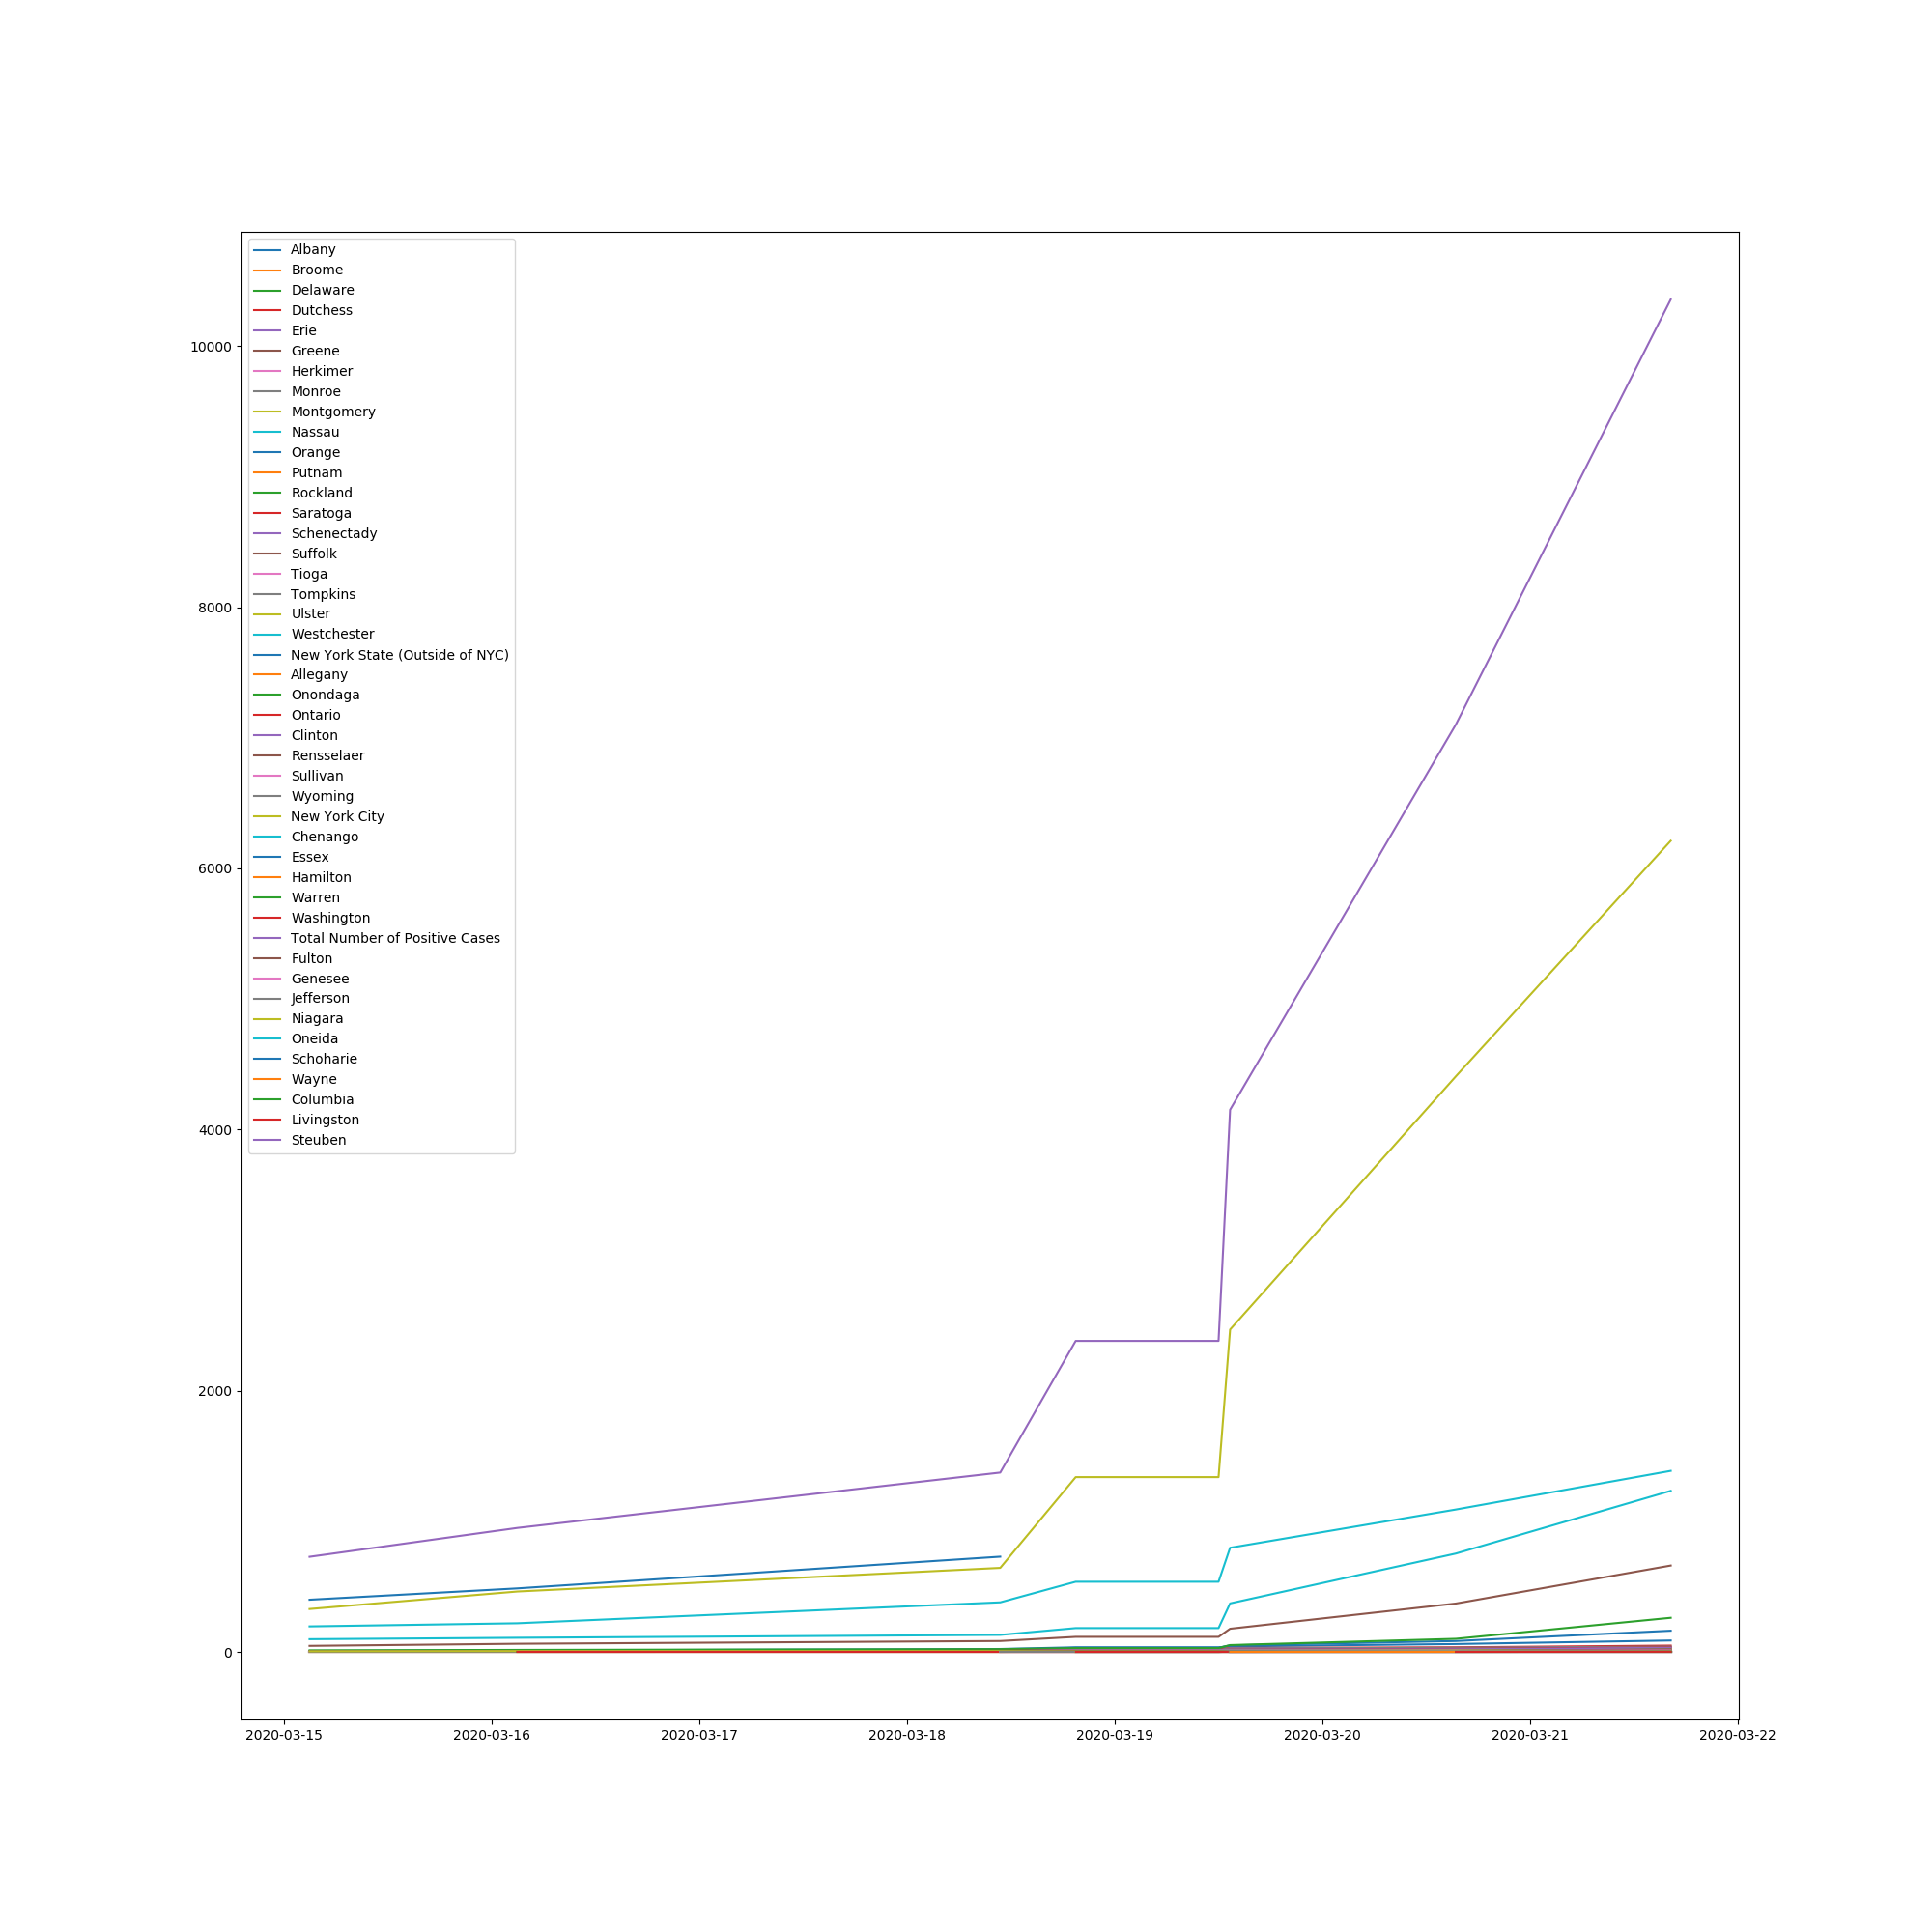 Albany
Broome
Delaware
Dutchess
Erie
Greene
Herkimer
Monroe
Montgomery
Nassau
Orange
Putnam
Rockland
Saratoga
Schenectady
Suffolk
Tioga
Tompkins
Ulster
Westchester
New York State (Outside of NYC)
Allegany
Onondaga
Ontario
Clinton
Rensselaer
Sullivan
Wyoming
New York City
Chenango
Essex
Hamilton
Warren
Washington
Total Number of Positive Cases
Fulton
Genesee
Jefferson
Niagara
Oneida
Schoharie
Wayne
Columbia
Livingston
Steuben
10000
8000
6000
4000
2000
0
2020-03-15 2020-03-16 2020-03-17 2020-03-18 2020-03-19 2020-03-20 2020-03-21 2020-03-22